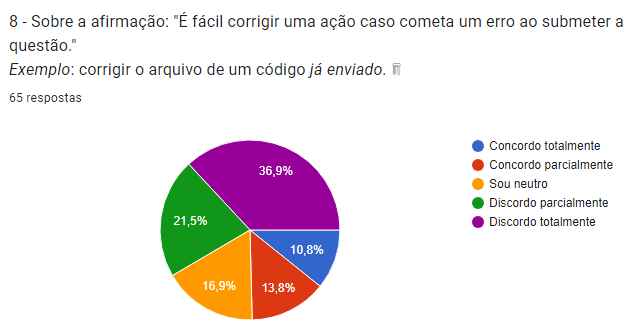 8 - Sobre a afirmação: "É fácil corrigir uma ação caso cometa um erro ao submeter a
questão."
Exemplo: corrigir o arquivo de um código já enviado.
65 respostas
36,9%
21,5%
10,8%
16,9%
13,8%
Concordo totalmente
Concordo parcialmente
Sou neutro
Discordo parcialmente
Discordo totalmente